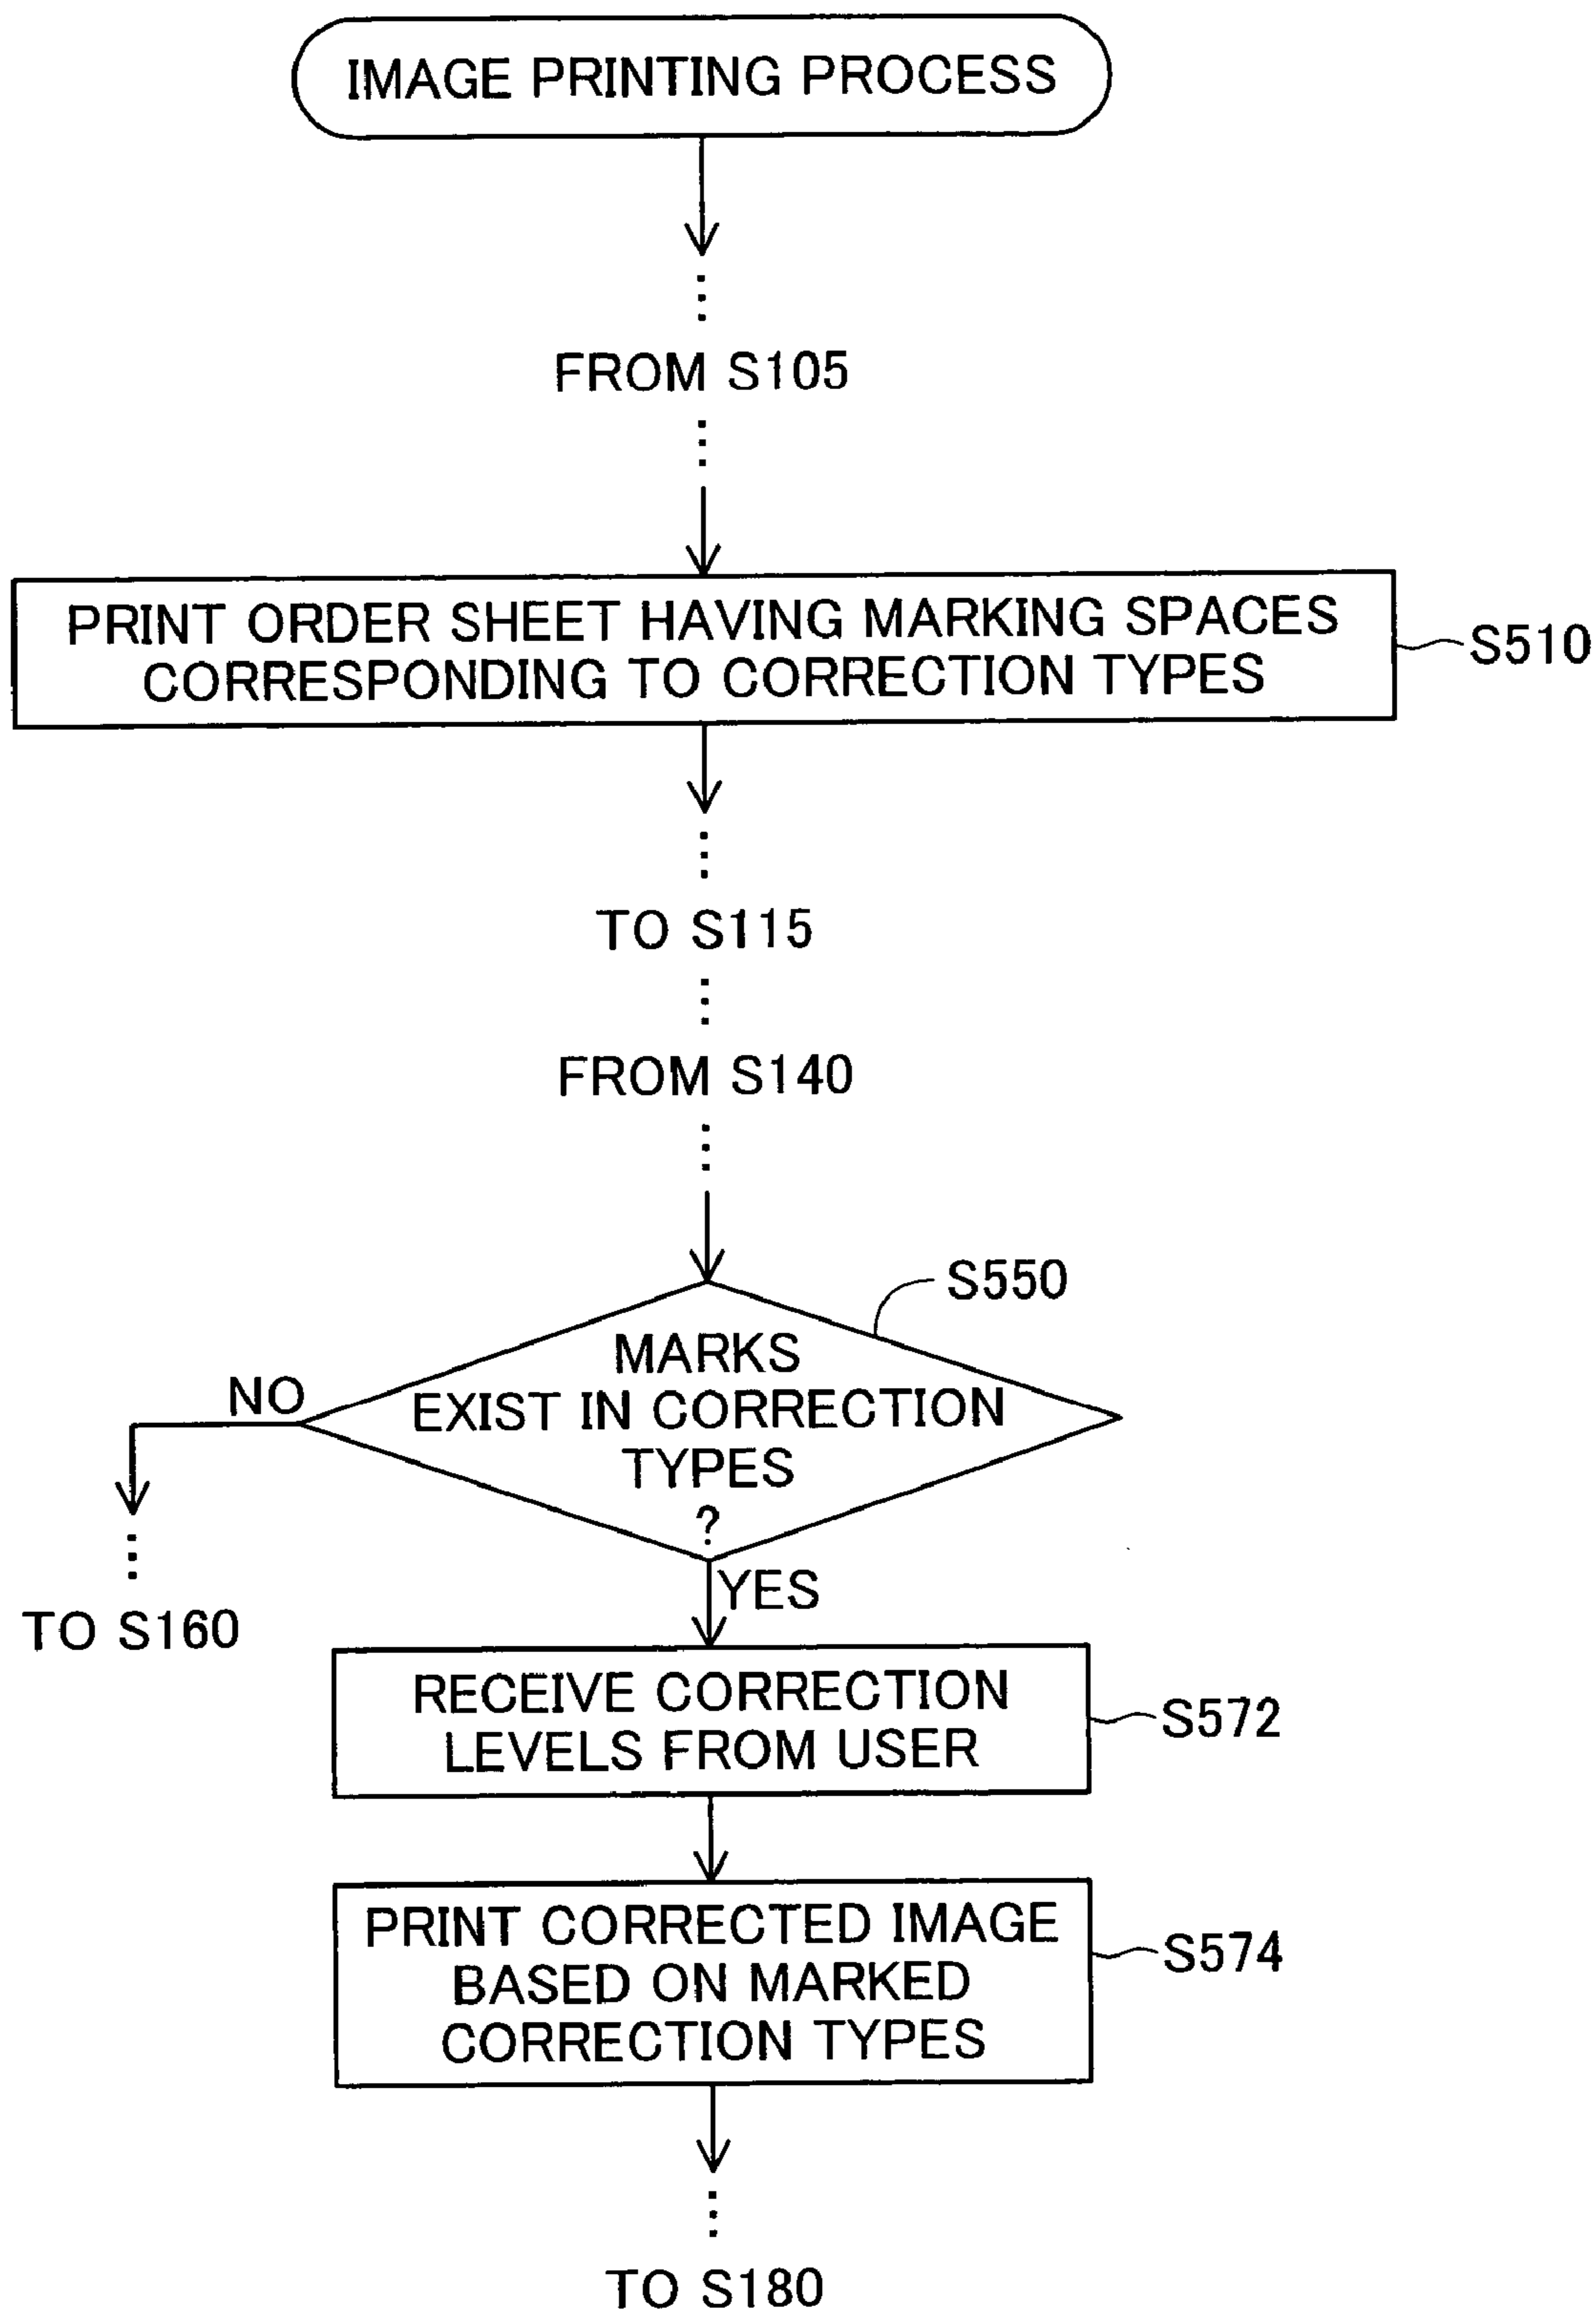 IMAGE PRINTING PROCESS
FROM S105
PRINT ORDER SHEET HAVING MARKING SPACES
CORRESPONDING TO CORRECTION TYPES
S510
TO S115
FROM S140
S550
MARKS
EXIST IN CORRECTION
TYPES
?
NO
YES
TO S160
RECEIVE CORRECTION
LEVELS FROM USER
S572
PRINT CORRECTED IMAGE
BASED ON MARKED
CORRECTION TYPES
S574
TO S180